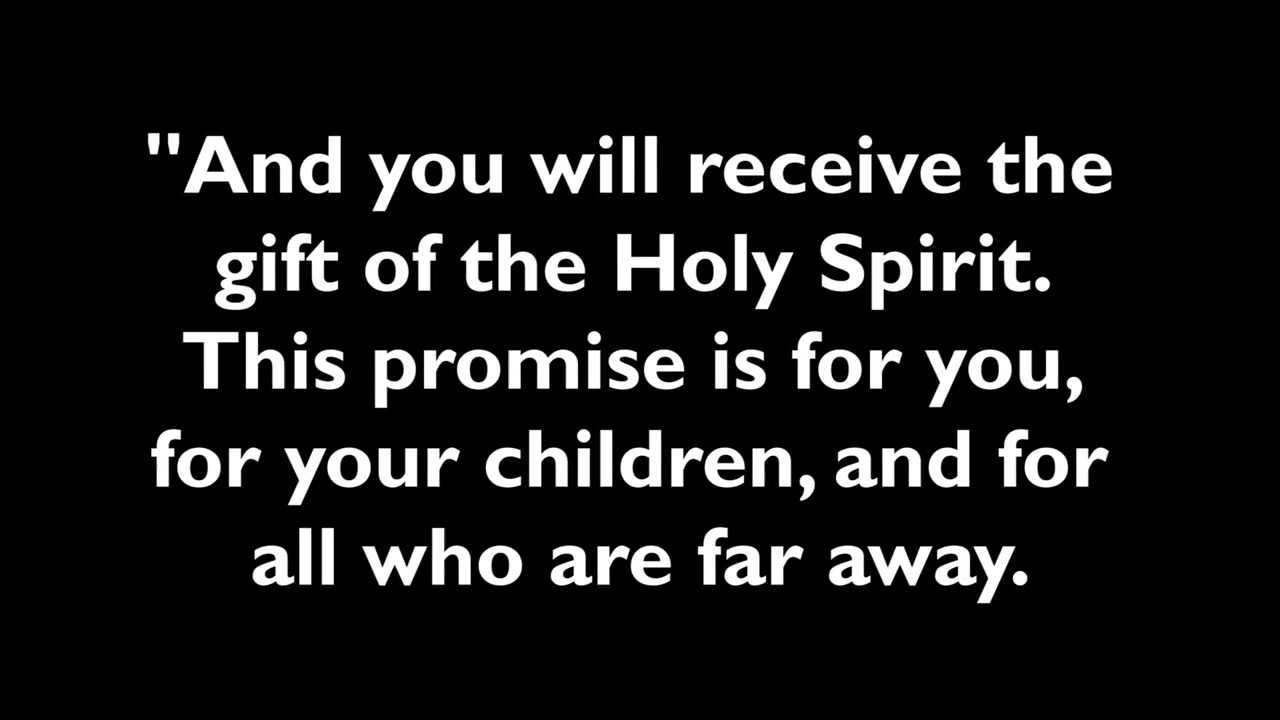 "And you will receive the
gift of the Holy Spirit.
This promise is for you,
for your children, and for
all who are far away.